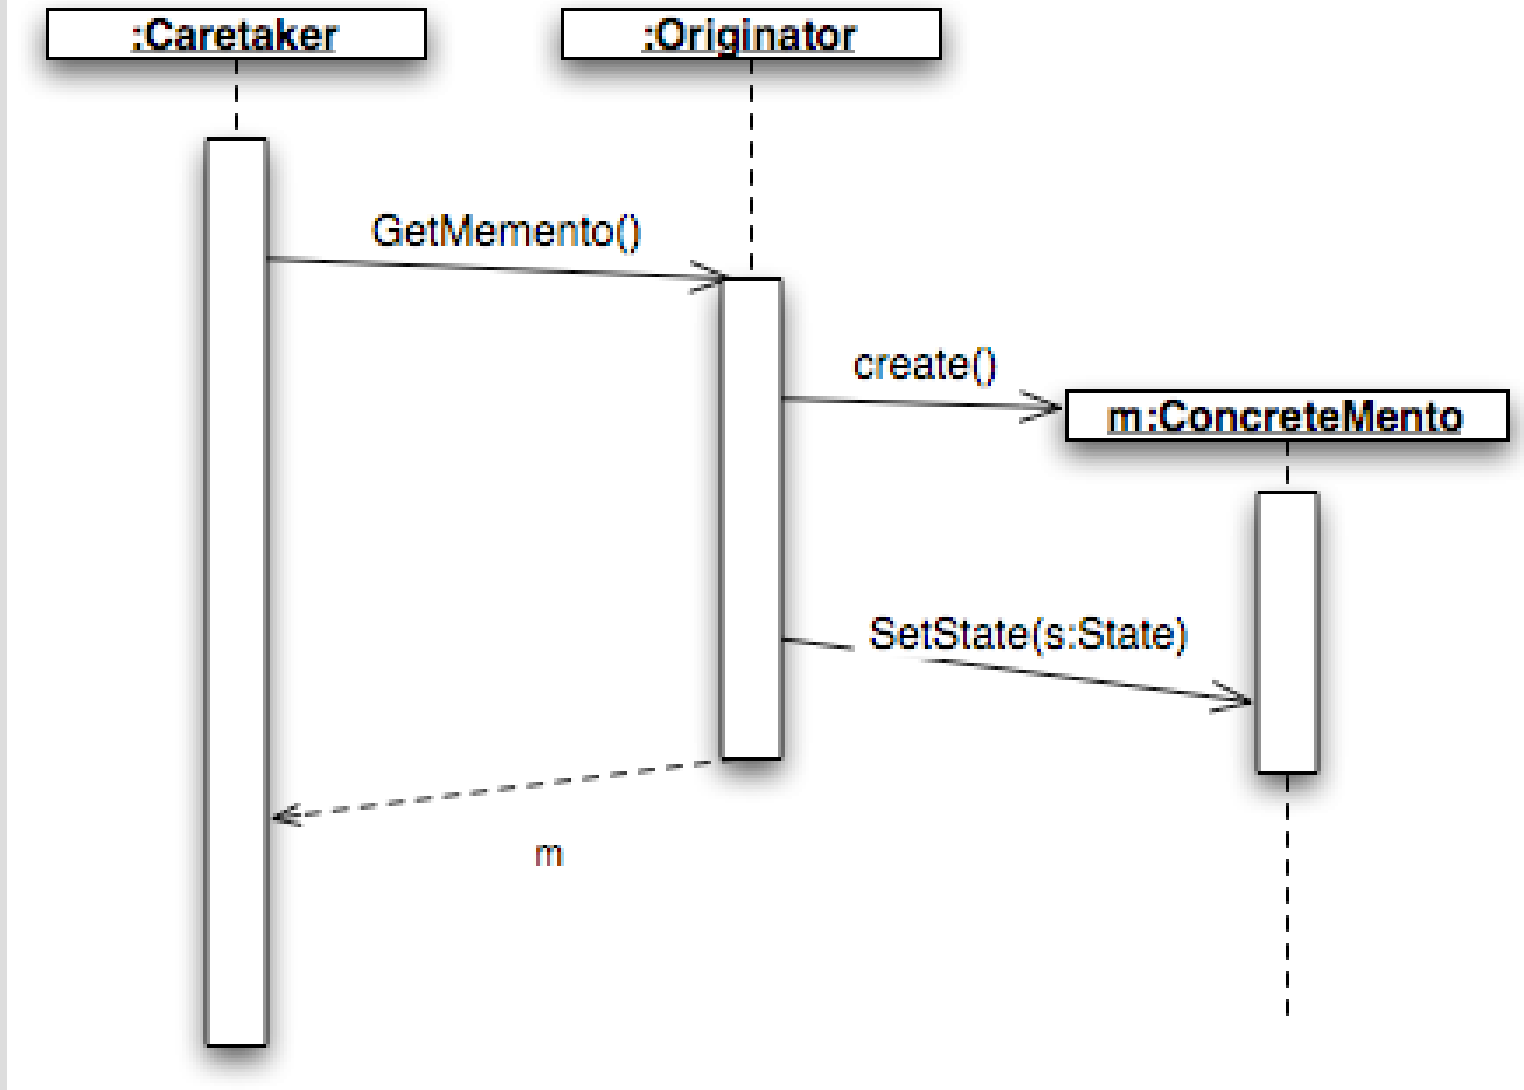 :Caretaker
:Originator
GetMemento()
create()
m:ConcreteMento
SetState(s:State)
m